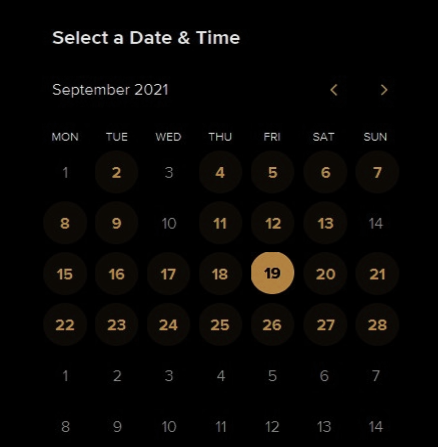 Select a Date & Time
September 2021
MON TUE WED THU FRI SAT SUN
1 2 3 4 5 6 7
8 9 10 11 12 13 14
15 16 17 18 19 20 21
22 23 24 25 26 27 28
1 2 3 4 5 6 7
8 9 10 11 12 13 14